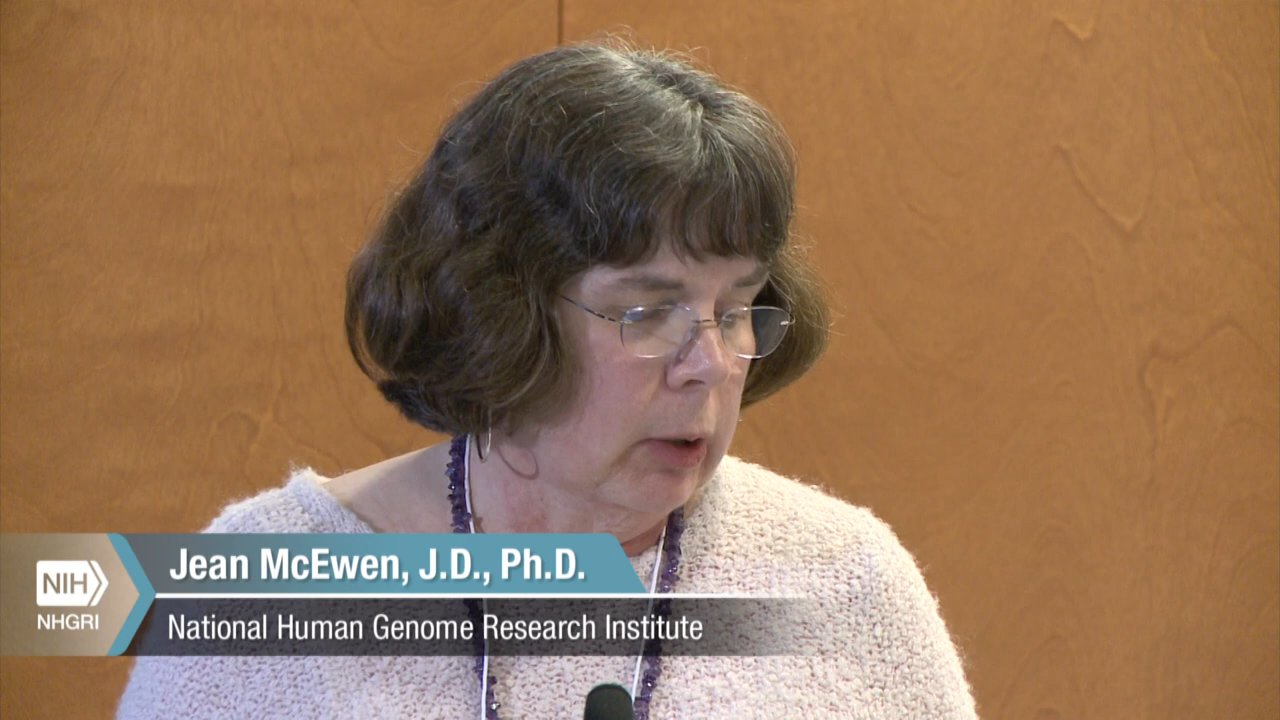 Jean McEwen, J.D., Ph.D.
NIH
NHGRI
National Human Genome Research Institute